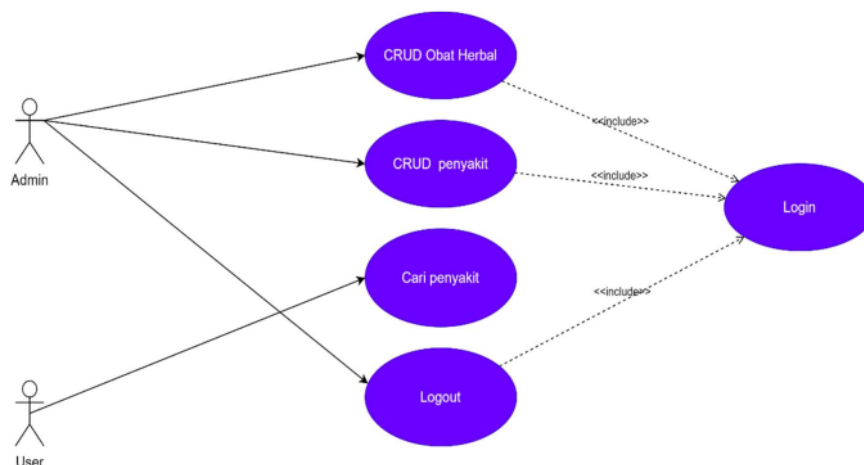 CRUD Obat Herbal
<<include>>
Admin
CRUD penyakit
<<include>>
Login
Cari penyakit
<<include>>
Logout
User